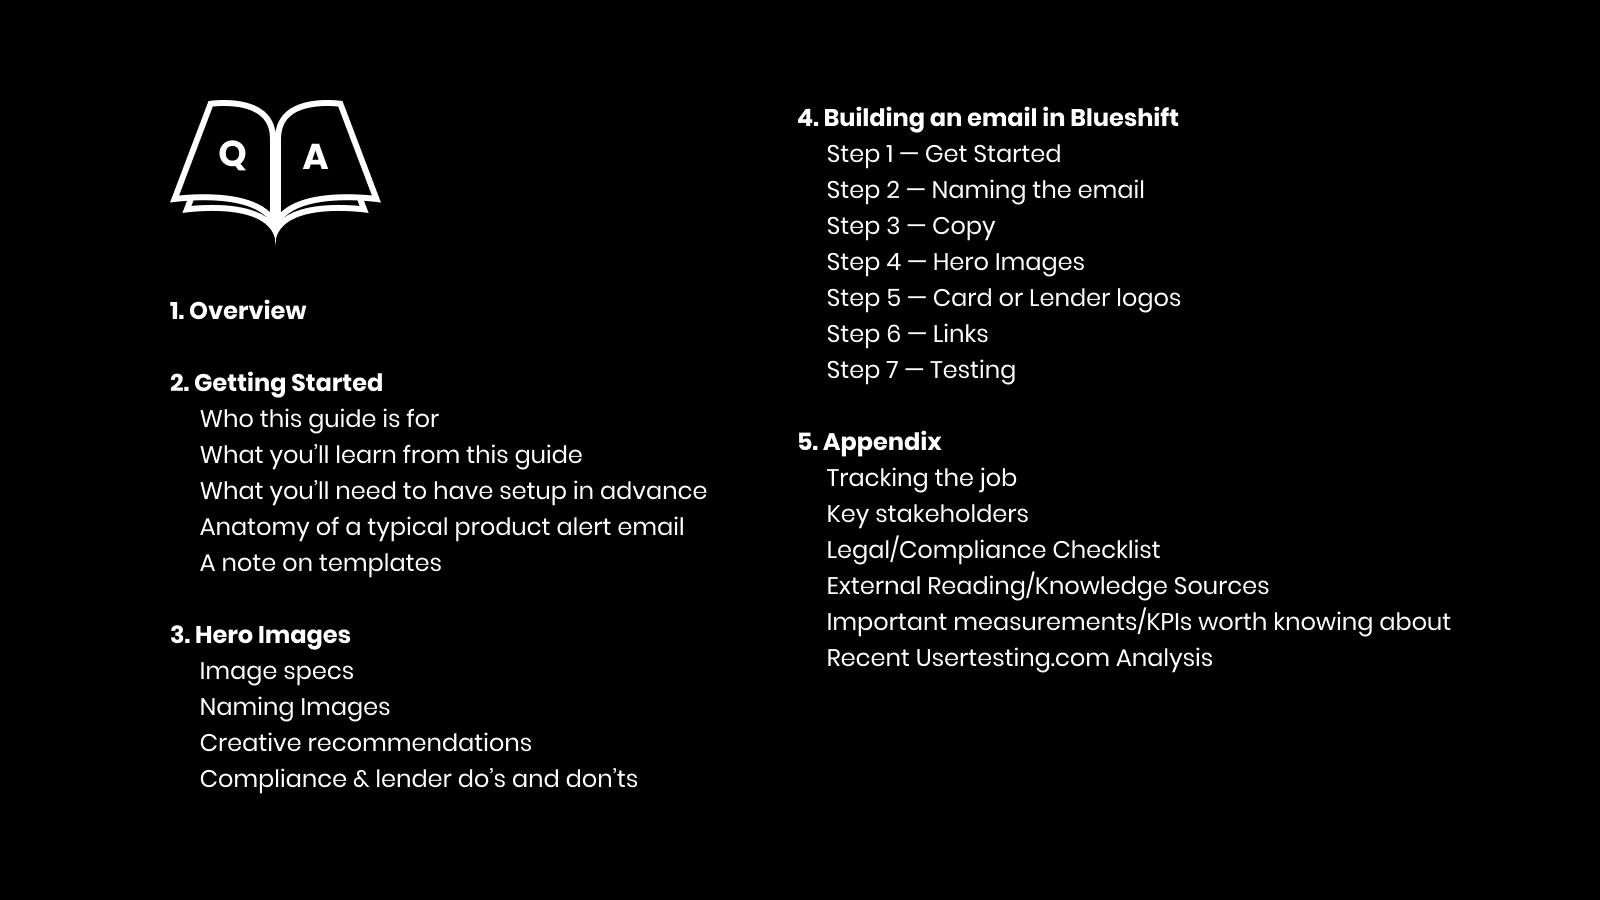 Q A
1. Overview
2. Getting Started
Who this guide is for
What you’ll learn from this guide
What you’ll need to have setup in advance
Anatomy of a typical product alert email
A note on templates
3. Hero Images
Image specs
Naming Images
Creative recommendations
Compliance & lender do’s and don’ts
4. Building an email in Blueshift
Step 1 — Get Started
Step 2 — Naming the email
Step 3 — Copy
Step 4 — Hero Images
Step 5 — Card or Lender logos
Step 6 — Links
Step 7 — Testing
5. Appendix
Tracking the job
Key stakeholders
Legal/Compliance Checklist
External Reading/Knowledge Sources
Important measurements/KPIs worth knowing about
Recent Usertesting.com Analysis